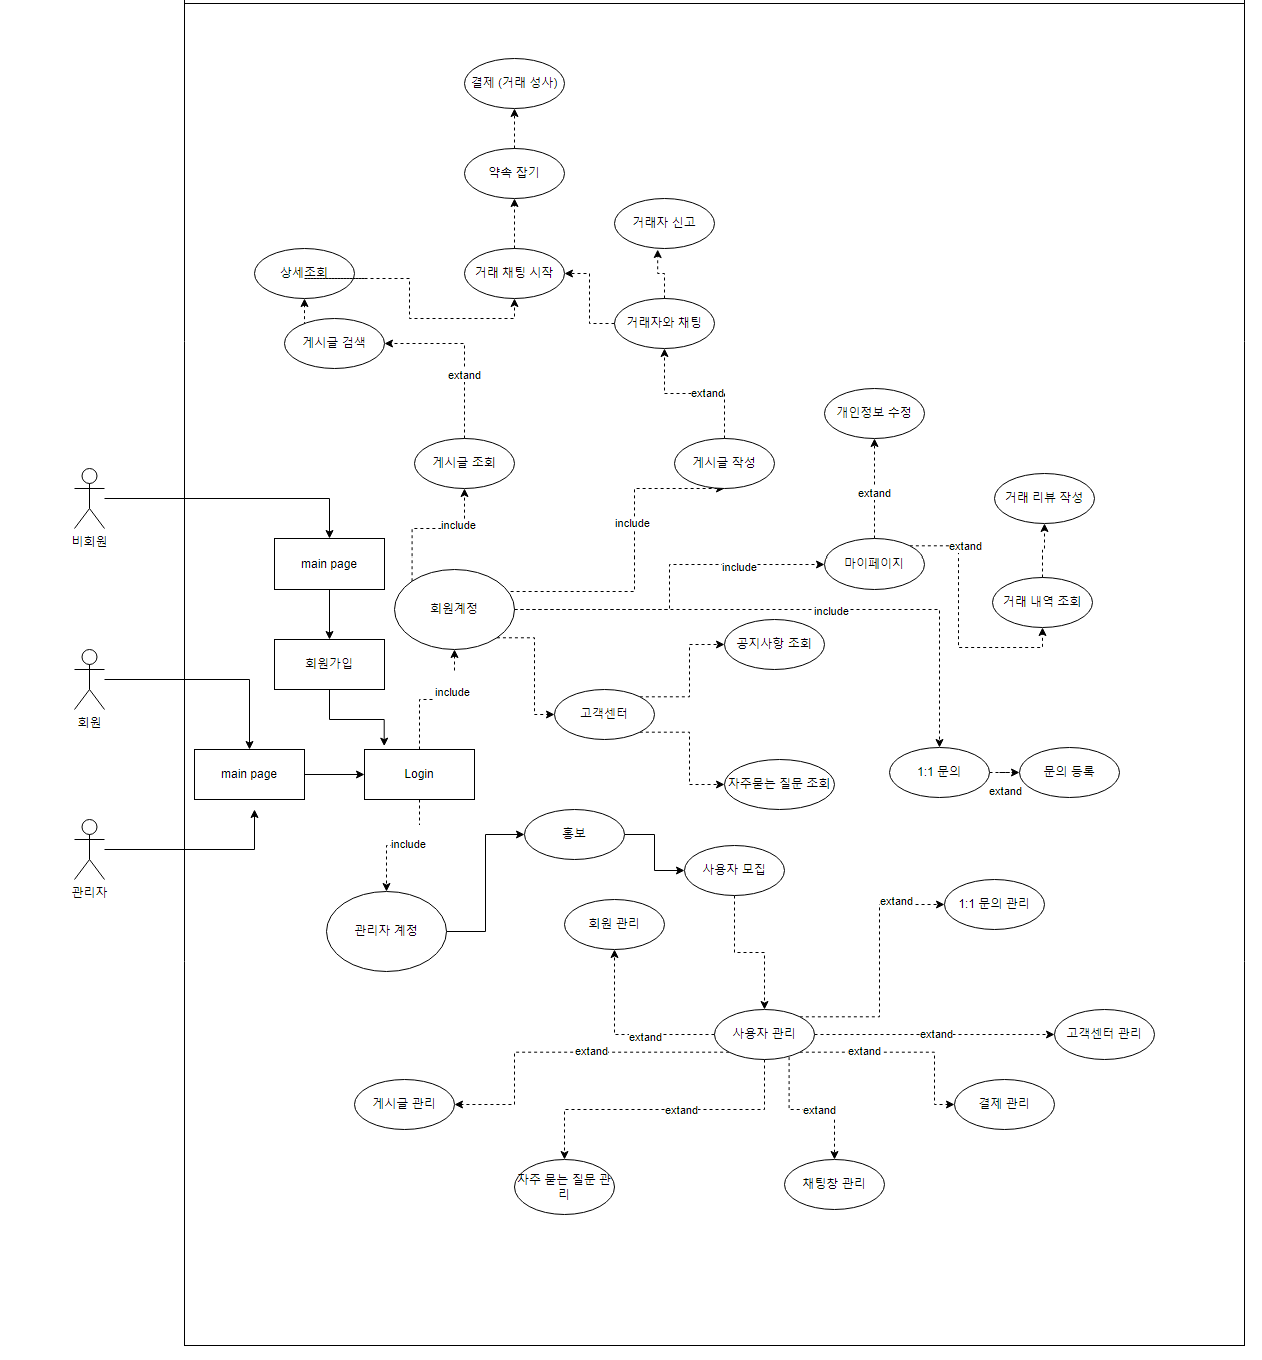 결제 (거래 성사)
약속 잡기
거래자 신고
상세조회
거래 채팅 시작
거래자와 채팅
게시글 검색
extand
extand
개인정보 수정
게시글 조회
게시글 작성
extand
거래 리뷰 작성
include
include
비회원
main page
마이페이지
extand
include
회원계정
거래 내역 조회
include
공지사항 조회
회원가입
include
고객센터
회원
main page
Login
1:1 문의
문의 등록
자주묻는 질문 조회
extand
홍보
include
사용자 모집
관리자
extand
1:1 문의 관리
회원 관리
관리자 계정
사용자 관리
extand
extand
고객센터 관리
extand
extand
게시글 관리
결제 관리
extand
extand
자주 묻는 질문 관
리
채팅창 관리